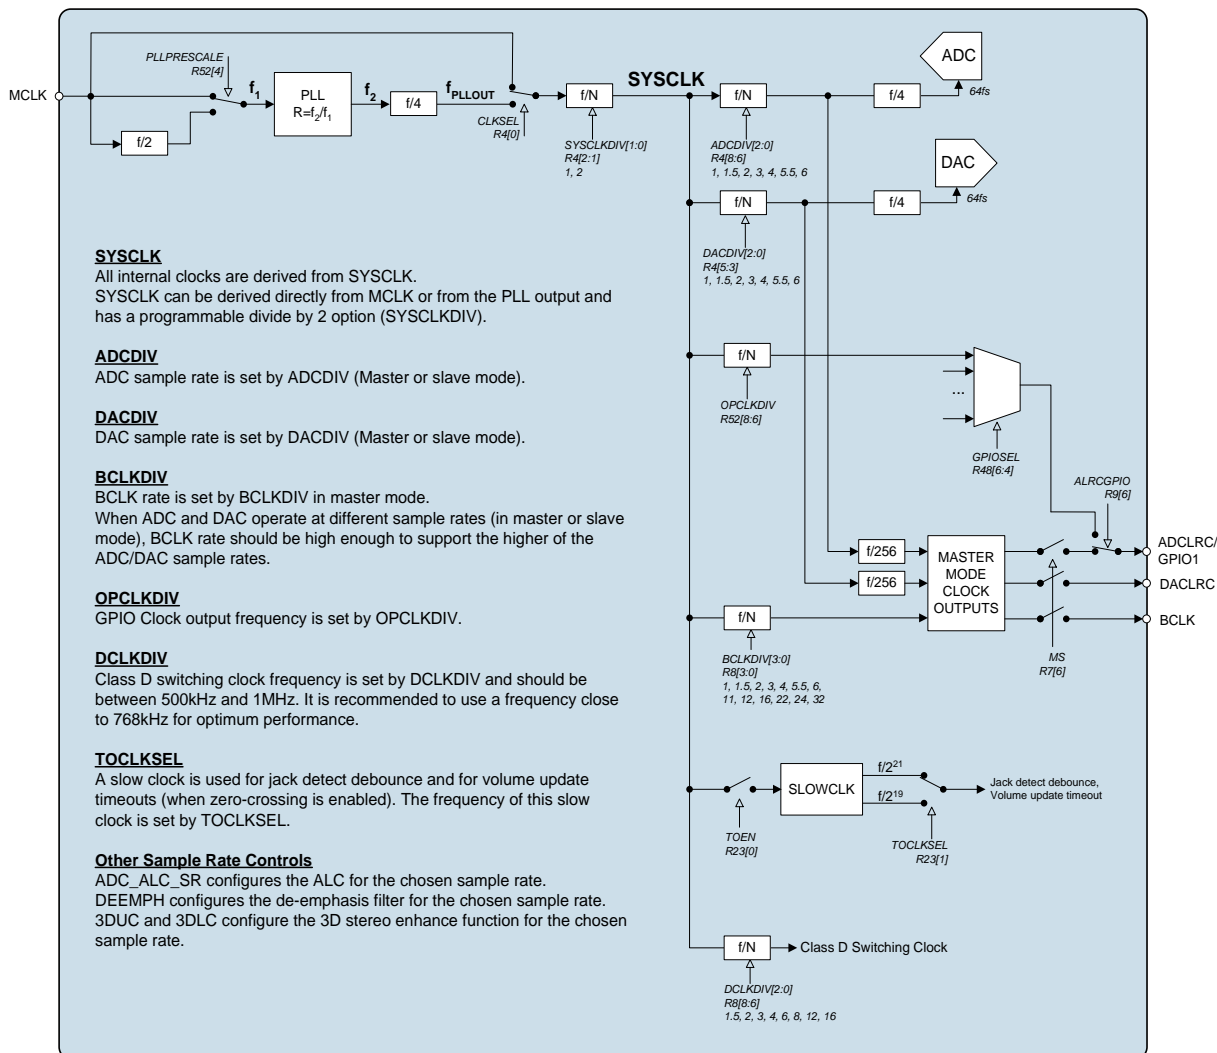 PLLPRESCALE
R52[4]
MCLK
f1
PLL
R=f2/f1
f2
f/4
fPLLOUT
f/2
CLKSEL
R4[0]
f/N
SYSCLKDIV[1:0]
R4[2:1]
1, 2
SYSCLK
f/N
ADCDIV[2:0]
R4[8:6]
1, 1.5, 2, 3, 4, 5.5, 6
f/4
ADC
64fs
f/N
DACDIV[2:0]
R4[5:3]
1, 1.5, 2, 3, 4, 5.5, 6
f/4
DAC
64fs
SYSCLK
All internal clocks are derived from SYSCLK.
SYSCLK can be derived directly from MCLK or from the PLL output and
has a programmable divide by 2 option (SYSCLKDIV).
ADCDIV
ADC sample rate is set by ADCDIV (Master or slave mode).
DACDIV
DAC sample rate is set by DACDIV (Master or slave mode).
BCLKDIV
BCLK rate is set by BCLKDIV in master mode.
When ADC and DAC operate at different sample rates (in master or slave
mode), BCLK rate should be high enough to support the higher of the
ADC/DAC sample rates.
OPCLKDIV
GPIO Clock output frequency is set by OPCLKDIV.
DCLKDIV
Class D switching clock frequency is set by DCLKDIV and should be
between 500kHz and 1MHz. It is recommended to use a frequency close
to 768kHz for optimum performance.
TOCLKSEL
A slow clock is used for jack detect debounce and for volume update
timeouts (when zero-crossing is enabled). The frequency of this slow
clock is set by TOCLKSEL.
Other Sample Rate Controls
ADC_ALC_SR configures the ALC for the chosen sample rate.
DEEMPH configures the de-emphasis filter for the chosen sample rate.
3DUC and 3DLC configure the 3D stereo enhance function for the chosen
sample rate.
f/N
OPCLKDIV
R52[8:6]
...
GPIOSEL
R48[6:4]
ALRCGPIO
R9[6]
f/256
f/256
MASTER
MODE
CLOCK
OUTPUTS
ADCLRC/
GPIO1
DACLRC
BCLK
MS
R7[6]
f/N
BCLKDIV[3:0]
R8[3:0]
1, 1.5, 2, 3, 4, 5.5, 6,
11, 12, 16, 22, 24, 32
TOEN
R23[0]
SLOWCLK
f/2^21
f/2^19
TOCLKSEL
R23[1]
Jack detect debounce,
Volume update timeout
f/N
Class D Switching Clock
DCLKDIV[2:0]
R8[8:6]
1.5, 2, 3, 4, 6, 8, 12, 16